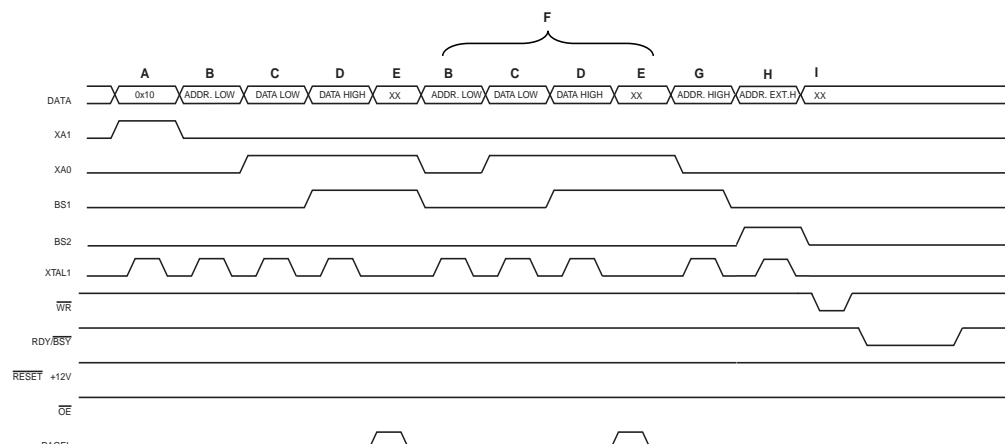 F
A B C D E B C D E G H I
DATA 0x10 ADDR. LOW DATA LOW DATA HIGH XX ADDR. LOW DATA LOW DATA HIGH XX ADDR. HIGH ADDR. EXT.H XX
XA1
XA0
BS1
BS2
XTAL1
WR
RDY/BSY
RESET +12V
OE
PAGEL